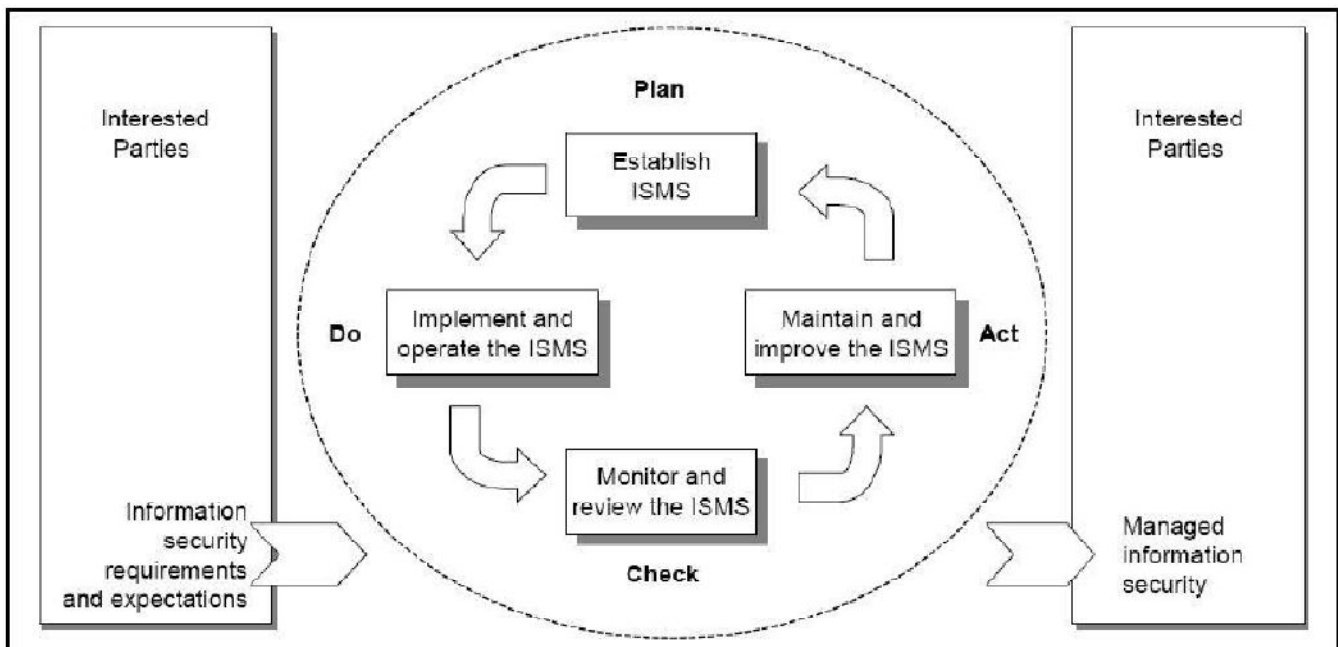 Interested
Parties
Information
security
requirements
and expectations
Plan
Establish
ISMS
Do
Implement and
operate the ISMS
Maintain and
improve the ISMS
Act
Monitor and
review the ISMS
Check
Interested
Parties
Managed
information
security